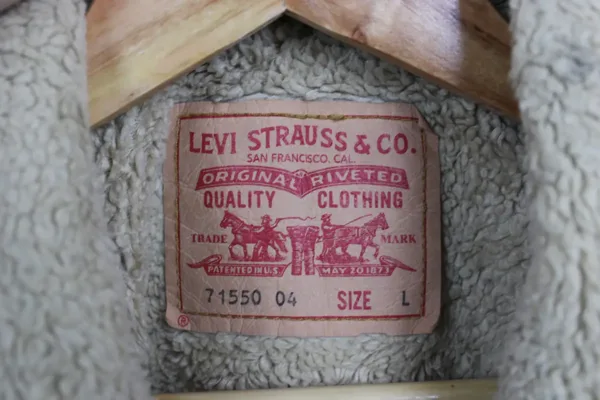 LEVI STRAUSS & CO.
SAN FRANCISCO, CAL.
ORIGINAL RIVETED
QUALITY CLOTHING
TRADE MARK
PATENTED IN U.S. MAY 20 1873
71550 04 SIZE L
®